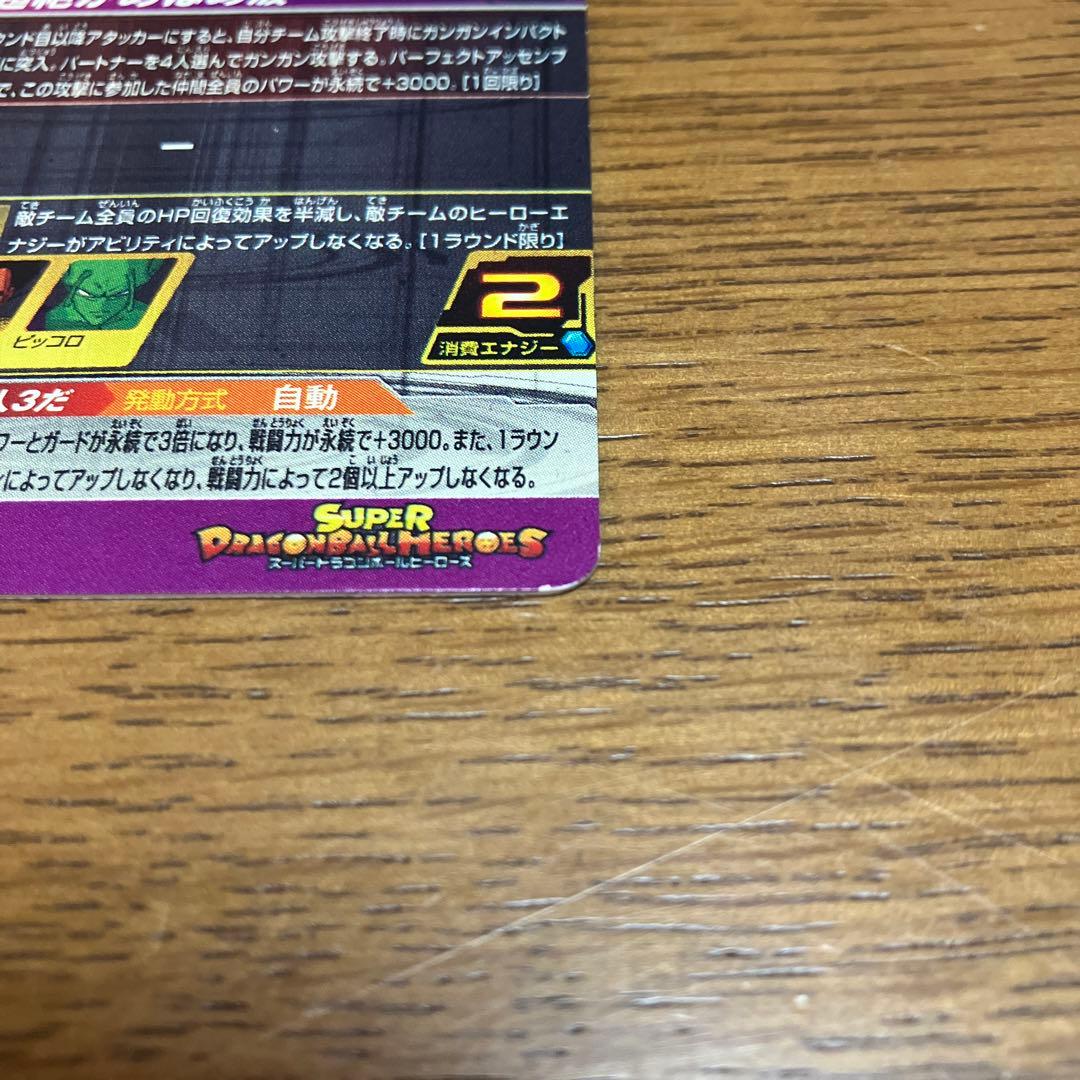 超絶かめはめ波
ウンド目以降アタッカーにすると、自分チーム攻撃終了時にガンガンインパクト
に突入。パートナーを4人選んでガンガン攻撃する。パーフェクトアッセンブ
で、この攻撃に参加した仲間全員のパワーが永続で+3000。[1回限り]
ー
敵チーム全員のHP回復効果を半減し、敵チームのヒーローエ
ナジーがアビリティによってアップしなくなる。[1ラウンド限り]
ピッコロ
2
消費エナジー
人3だ 発動方式 自動
ワーとガードが永続で3倍になり、戦闘力が永続で+3000。また、1ラウン
によってアップしなくなり、戦闘力によって2個以上アップしなくなる。
SUPER
DRAGONBALL HEROES
スーパードラゴンボールヒーローズ